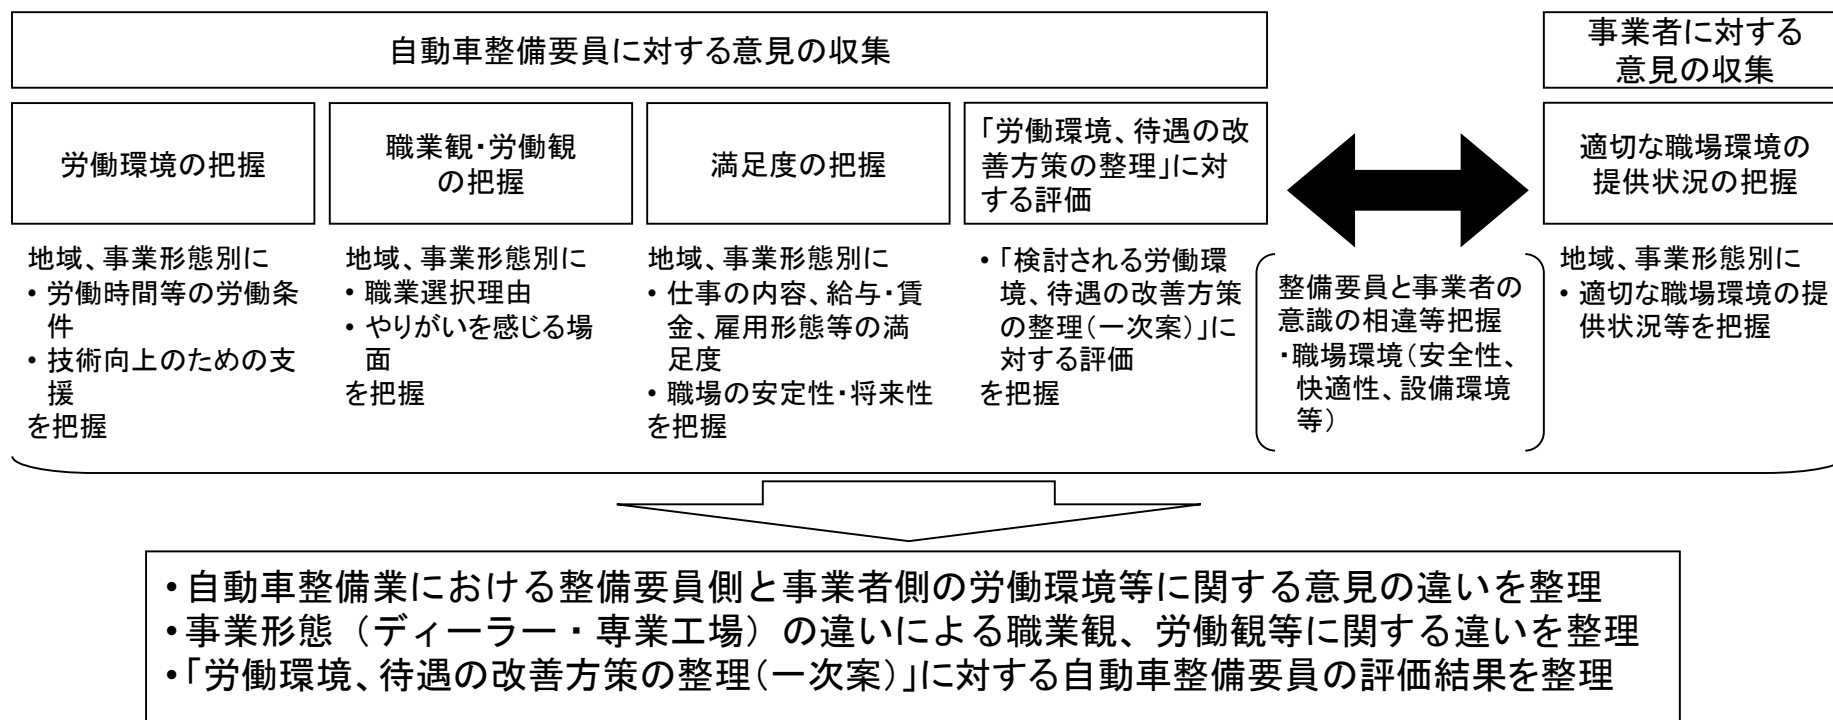 自動車整備要員に対する意見の収集
事業者に対する
意見の収集
労働環境の把握
職業観・労働観
の把握
満足度の把握
｢労働環境、待遇の改
善方策の整理｣に対
する評価
適切な職場環境の
提供状況の把握
地域、事業形態別に
• 労働時間等の労働条
件
• 技術向上のための支
援
を把握
地域、事業形態別に
• 職業選択理由
• やりがいを感じる場
面
を把握
地域、事業形態別に
• 仕事の内容、給与・賃
金、雇用形態等の満
足度
• 職場の安定性・将来性
を把握
• ｢検討される労働環
境、待遇の改善方策
の整理(一次案)｣に
対する評価
を把握
整備要員と事業者の
意識の相違等把握
・職場環境(安全性、
快適性、設備環境
等)
地域、事業形態別に
• 適切な職場環境の提
供状況等を把握
• 自動車整備業における整備要員側と事業者側の労働環境等に関する意見の違いを整理
• 事業形態（ディーラー・専業工場）の違いによる職業観、労働観等に関する違いを整理
• ｢労働環境、待遇の改善方策の整理(一次案)｣に対する自動車整備要員の評価結果を整理